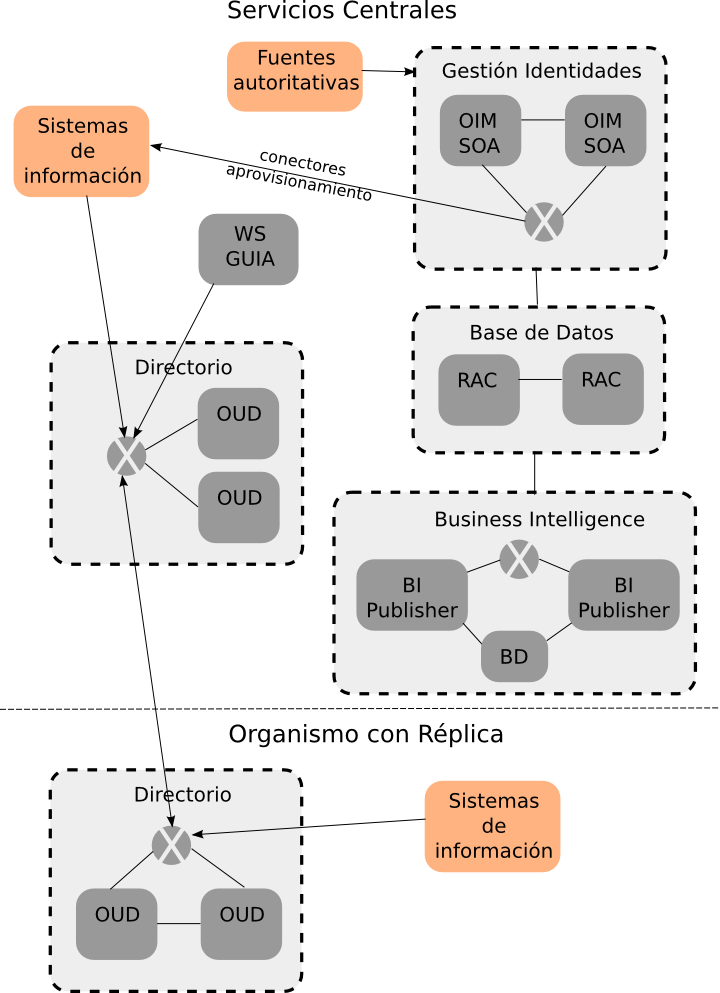 Servicios Centrales
Fuentes
autoritativas
Gestión Identidades
OIM
SOA
OIM
SOA
Sistemas
de
información
conectores
aprovisionamiento
WS
GUIA
Base de Datos
RAC
RAC
Directorio
OUD
OUD
Business Intelligence
BI
Publisher
BI
Publisher
BD
Organismo con Réplica
Directorio
OUD
OUD
Sistemas
de
información